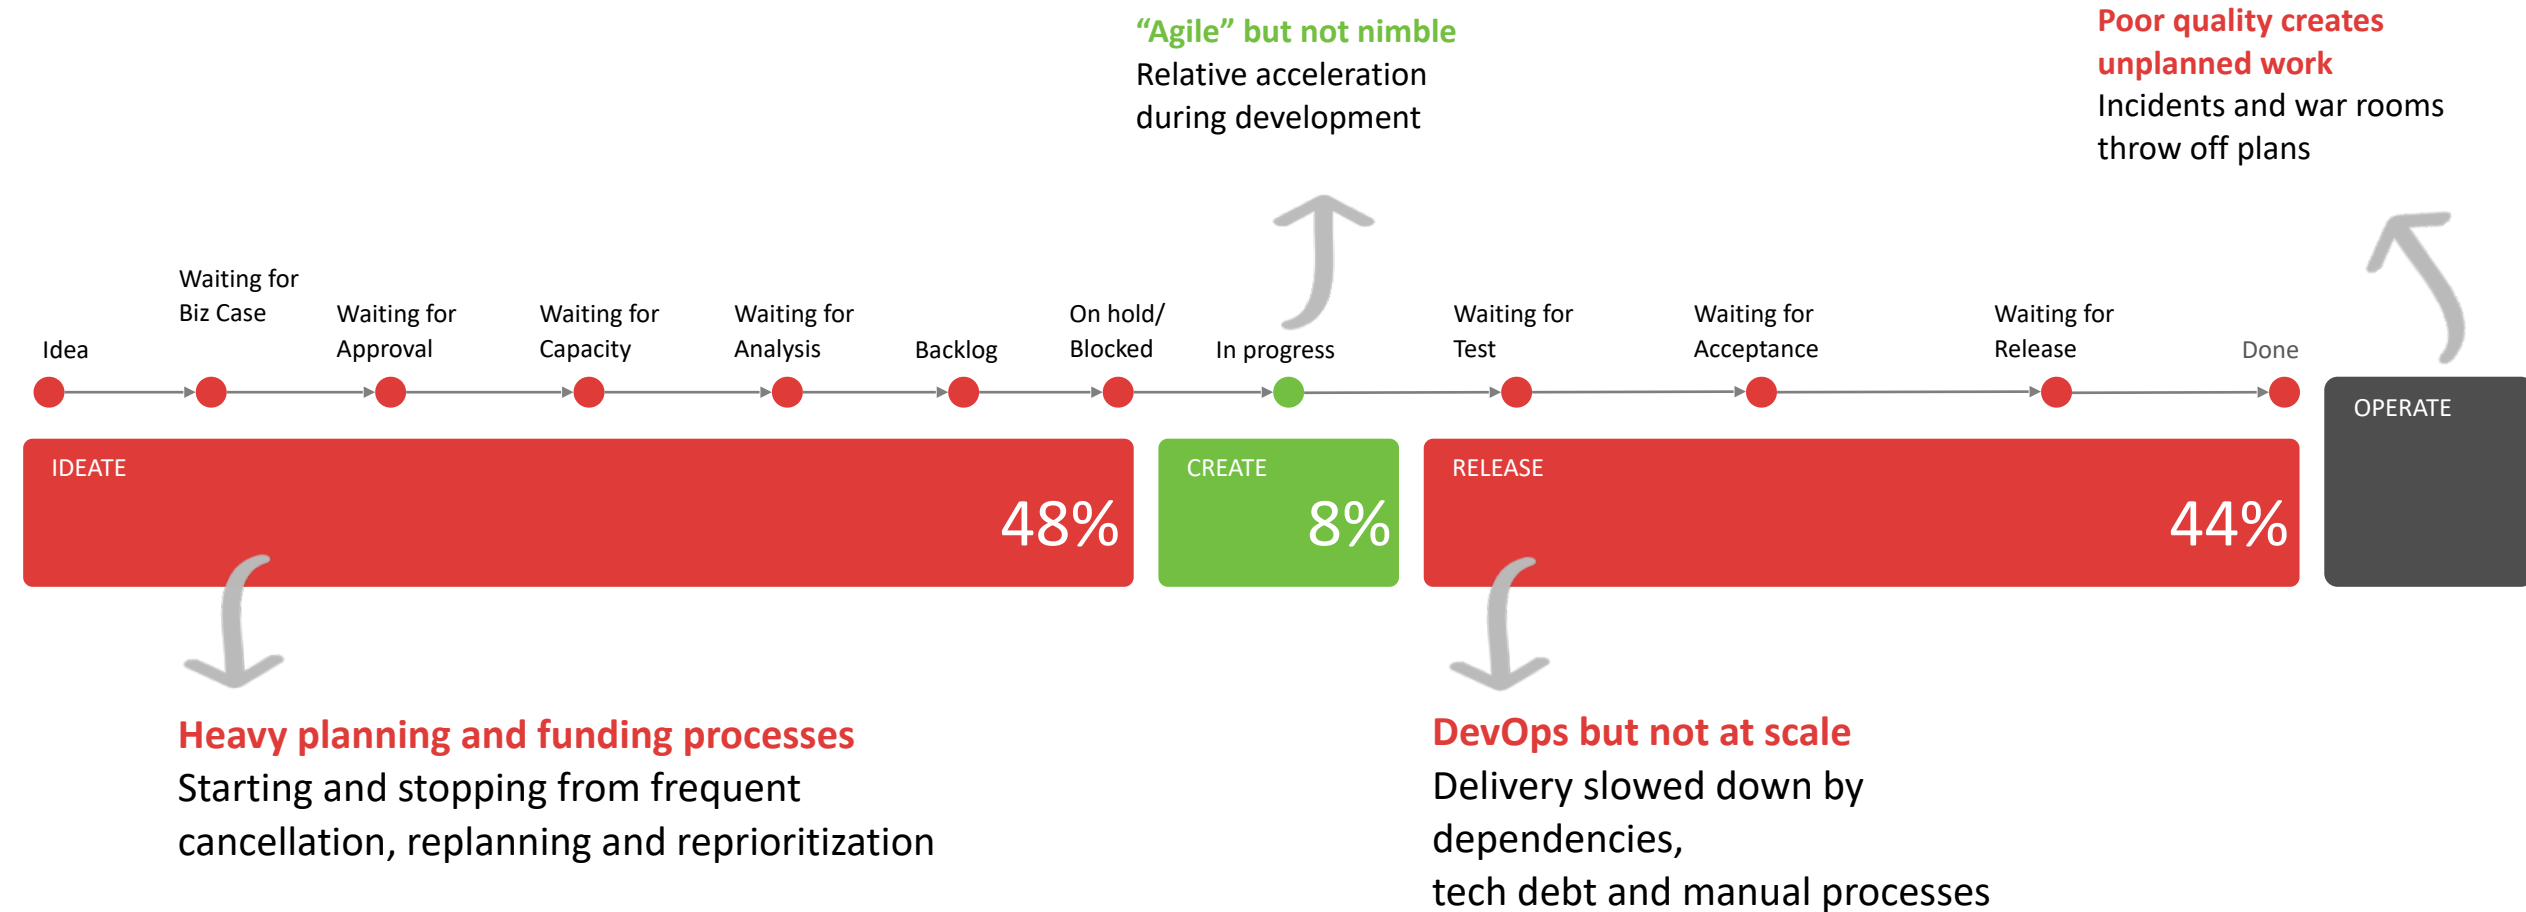 “Agile” but not nimble
Relative acceleration
during development
Poor quality creates
unplanned work
Incidents and war rooms
throw off plans
Idea
Waiting for
Biz Case
Waiting for
Approval
Waiting for
Capacity
Waiting for
Analysis
Backlog
On hold/
Blocked
In progress
Waiting for
Test
Waiting for
Acceptance
Waiting for
Release
Done
IDEATE
48%
CREATE
8%
RELEASE
44%
OPERATE
Heavy planning and funding processes
Starting and stopping from frequent
cancellation, replanning and reprioritization
DevOps but not at scale
Delivery slowed down by
dependencies,
tech debt and manual processes